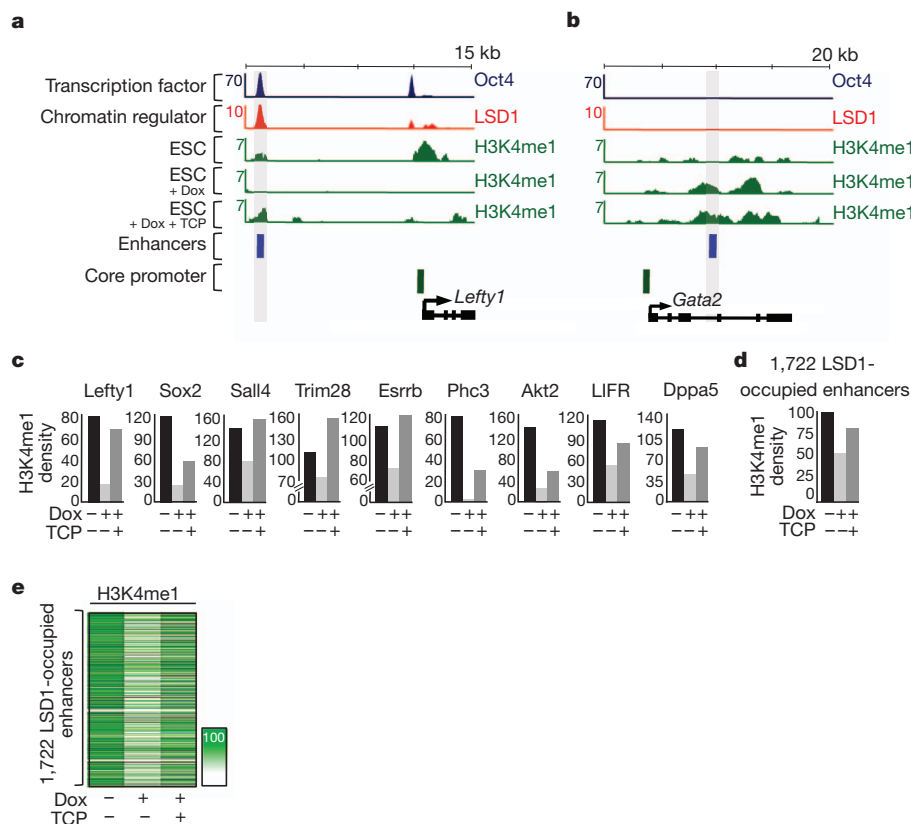 a
b
15 kb
20 kb
Transcription factor
70
Oct4
70
Oct4
Chromatin regulator
10
LSD1
10
LSD1
ESC
7
H3K4me1
7
H3K4me1
ESC
+ Dox
7
H3K4me1
7
H3K4me1
ESC
+ Dox + TCP
7
H3K4me1
7
H3K4me1
Enhancers
Core promoter
Lefty1
Gata2
c
d
1,722 LSD1-
occupied enhancers
Lefty1 Sox2 Sall4 Trim28 Esrrb Phc3 Akt2 LIFR Dppa5
H3K4me1
density
80
60
40
20
0
120
90
60
30
0
160
120
80
40
0
160
130
100
70
0
120
100
80
60
0
80
60
40
20
0
160
120
80
40
0
120
90
60
30
0
140
105
70
35
0
H3K4me1
density
100
75
50
25
0
Dox − + + − + + − + + − + + − + + − + + − + + − + + − + +
TCP − − + − − + − − + − − + − − + − − + − − + − − + − − +
Dox − + +
TCP − − +
e
H3K4me1
1,722 LSD1-occupied
enhancers
100
Dox − + +
TCP − − +